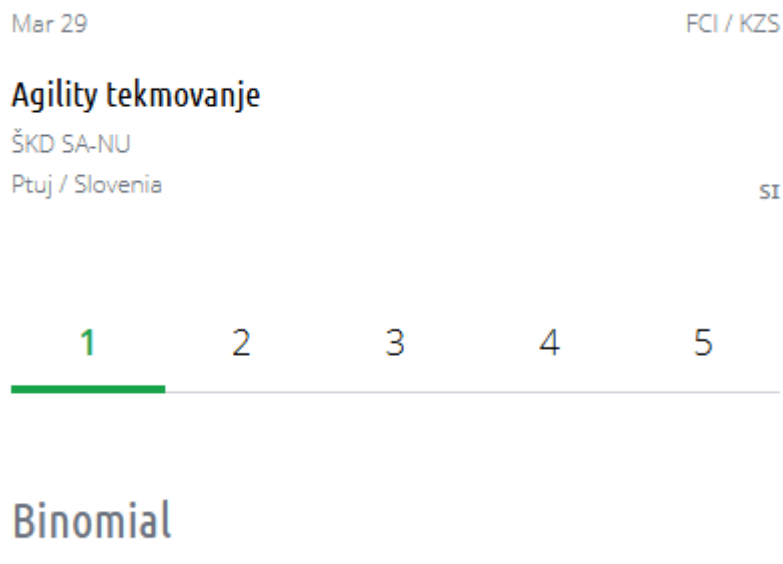 Mar 29 FCI / KZS
Agility tekmovanje
ŠKD SA-NU
Ptuj / Slovenia
SI
1 2 3 4 5
Binomial